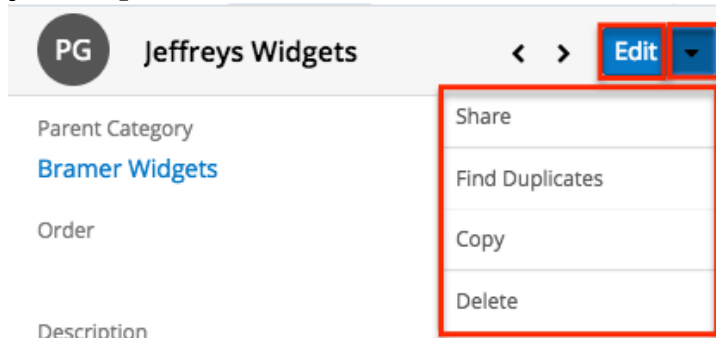 PG Jeffreys Widgets < > Edit
Share
Parent Category
Bramer Widgets
Find Duplicates
Order
Copy
Delete
Description